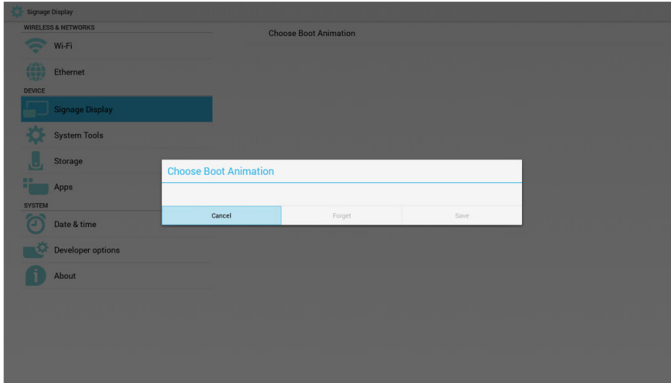 Signage Display
WIRELESS & NETWORKS
Wi-Fi
Ethernet
DEVICE
Signage Display
System Tools
Storage
Apps
SYSTEM
Date & time
Developer options
About
Choose Boot Animation
Choose Boot Animation
Cancel
Forget
Save